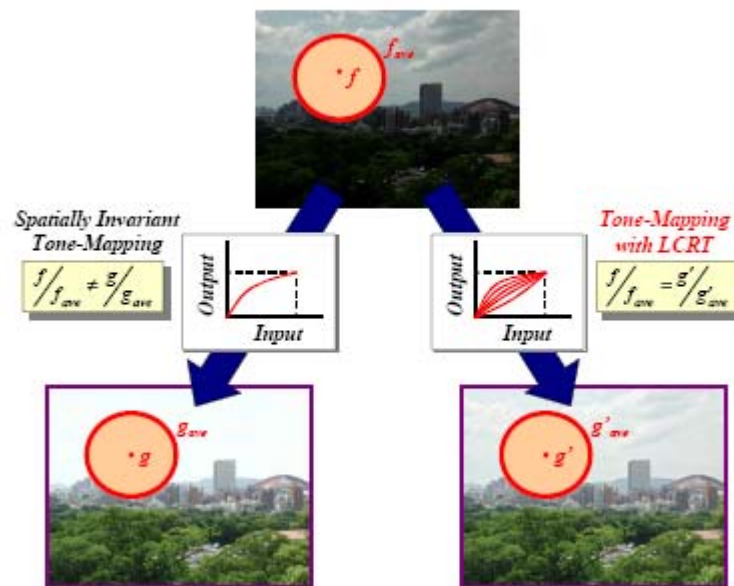 f_ave
f
Spatially Invariant
Tone-Mapping
f/f_ave ≠ g/g_ave
Output
Input
Output
Input
Tone-Mapping
with LCRT
f/f_ave = g'/g'_ave
g_ave
g
g'_ave
g'